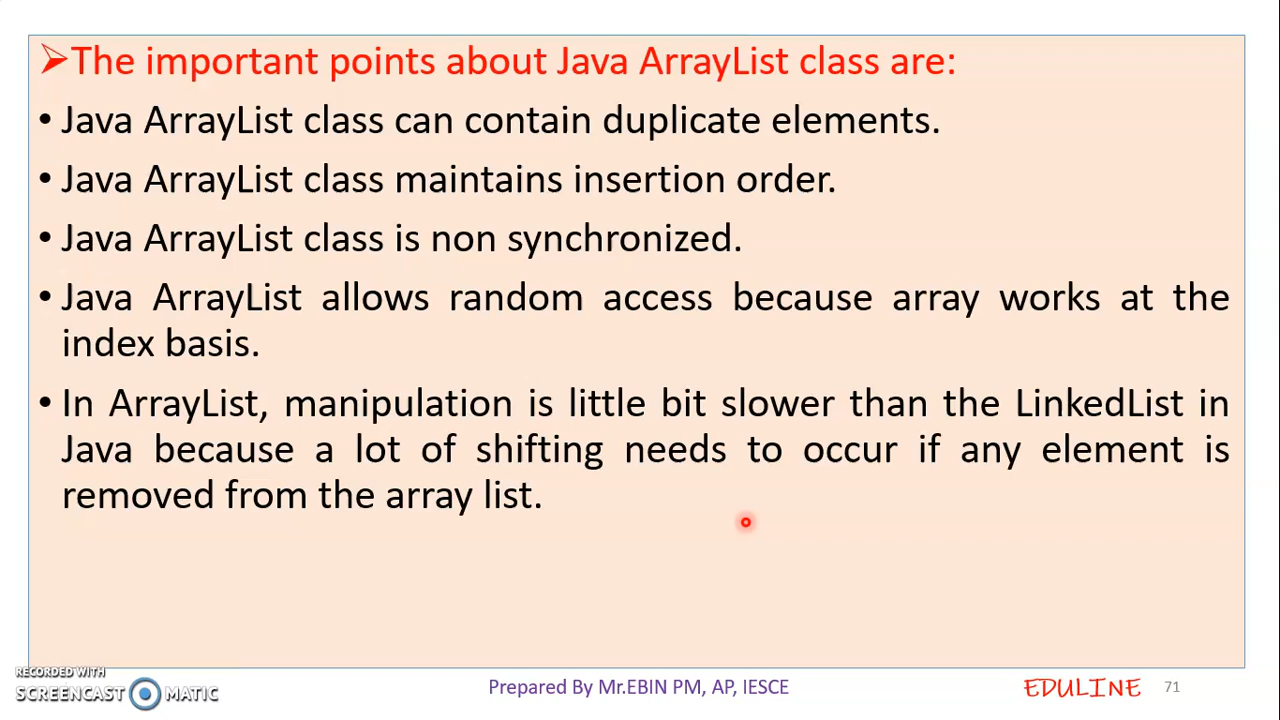 The important points about Java ArrayList class are:
• Java ArrayList class can contain duplicate elements.
• Java ArrayList class maintains insertion order.
• Java ArrayList class is non synchronized.
• Java ArrayList allows random access because array works at the
index basis.
• In ArrayList, manipulation is little bit slower than the LinkedList in
Java because a lot of shifting needs to occur if any element is
removed from the array list.
RECORDED WITH
SCREENCAST MATIC
Prepared By Mr.EBIN PM, AP, IESCE
EDULINE
71